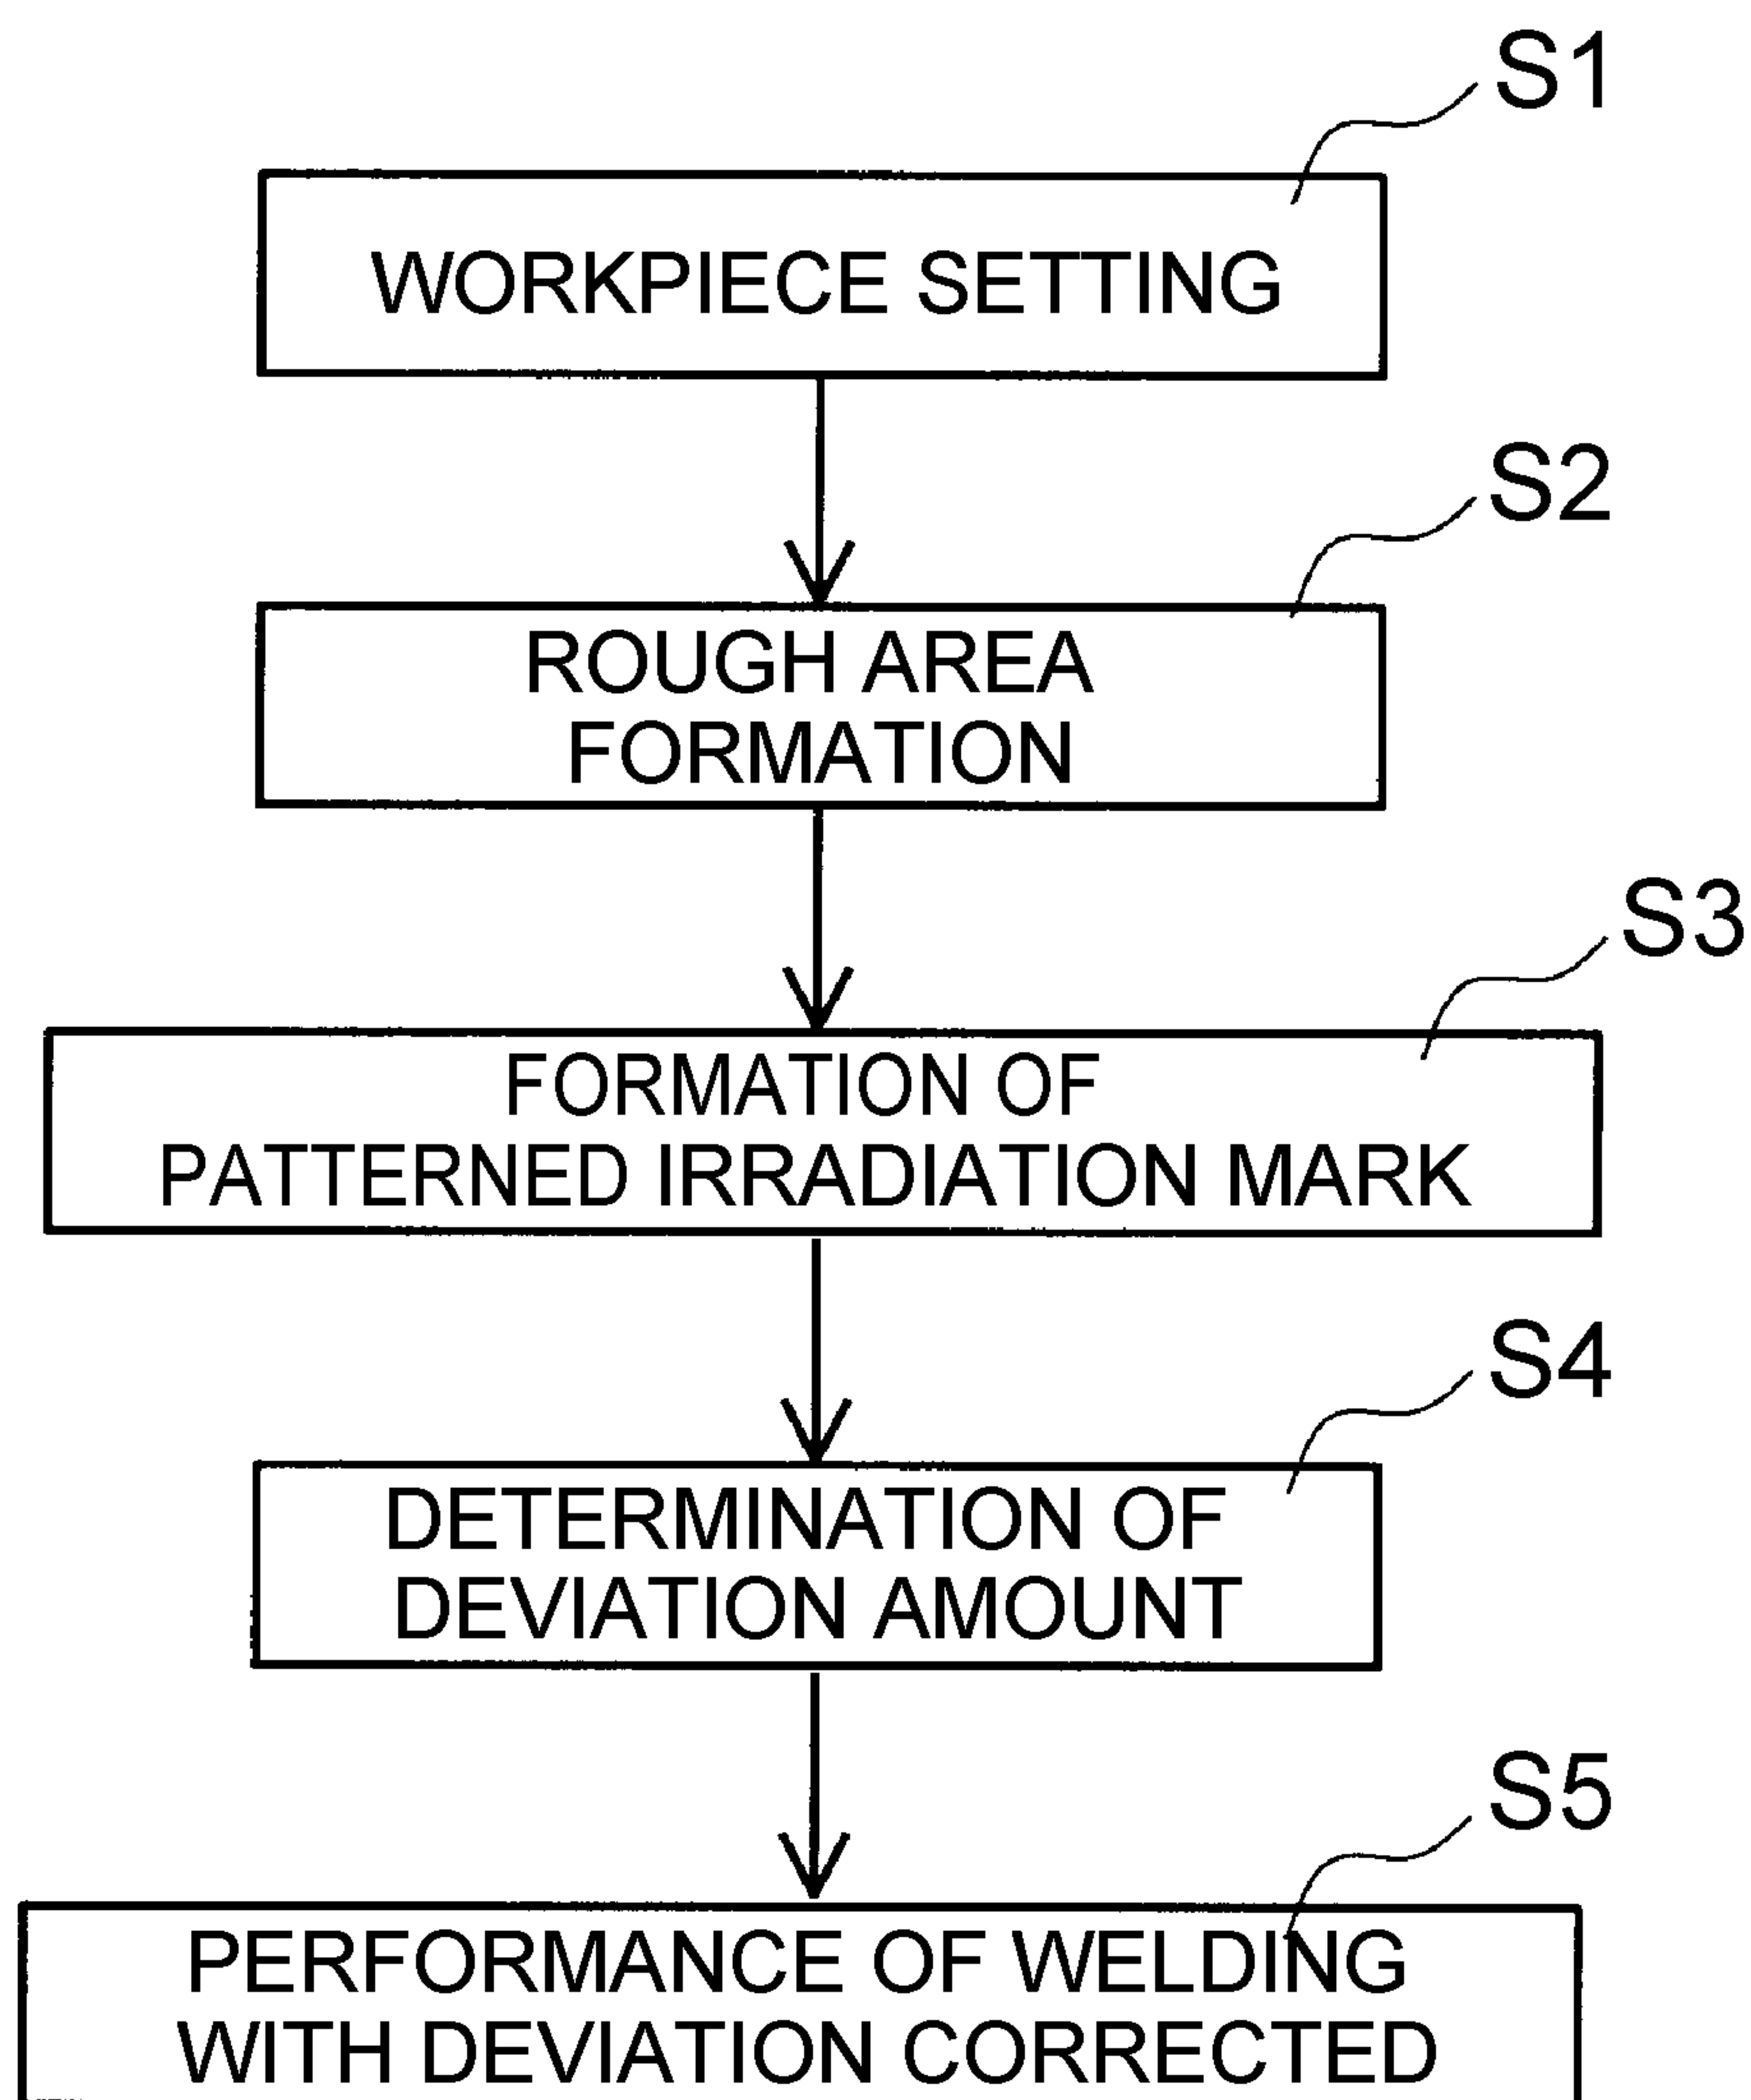 S1
WORKPIECE SETTING
S2
ROUGH AREA
FORMATION
S3
FORMATION OF
PATTERNED IRRADIATION MARK
S4
DETERMINATION OF
DEVIATION AMOUNT
S5
PERFORMANCE OF WELDING
WITH DEVIATION CORRECTED